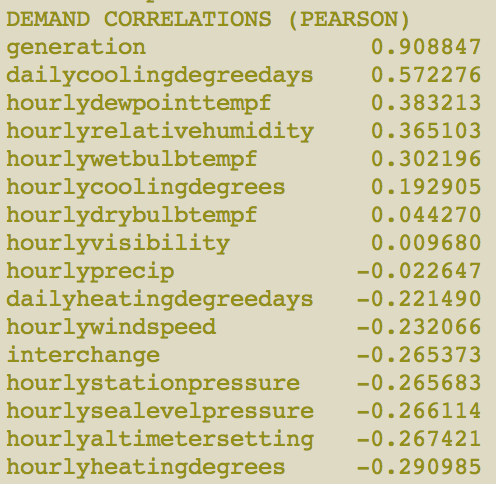 DEMAND CORRELATIONS (PEARSON)
generation 0.908847
dailycoolingdegreedays 0.572276
hourlydewpointtempf 0.383213
hourlyrelativehumidity 0.365103
hourlywetbulbtempf 0.302196
hourlycoolingdegrees 0.192905
hourlydrybulbtempf 0.044270
hourlyvisibility 0.009680
hourlyprecip -0.022647
dailyheatingdegreedays -0.221490
hourlywindspeed -0.232066
interchange -0.265373
hourlystationpressure -0.265683
hourlysealevelpressure -0.266114
hourlyaltimetersetting -0.267421
hourlyheatingdegrees -0.290985